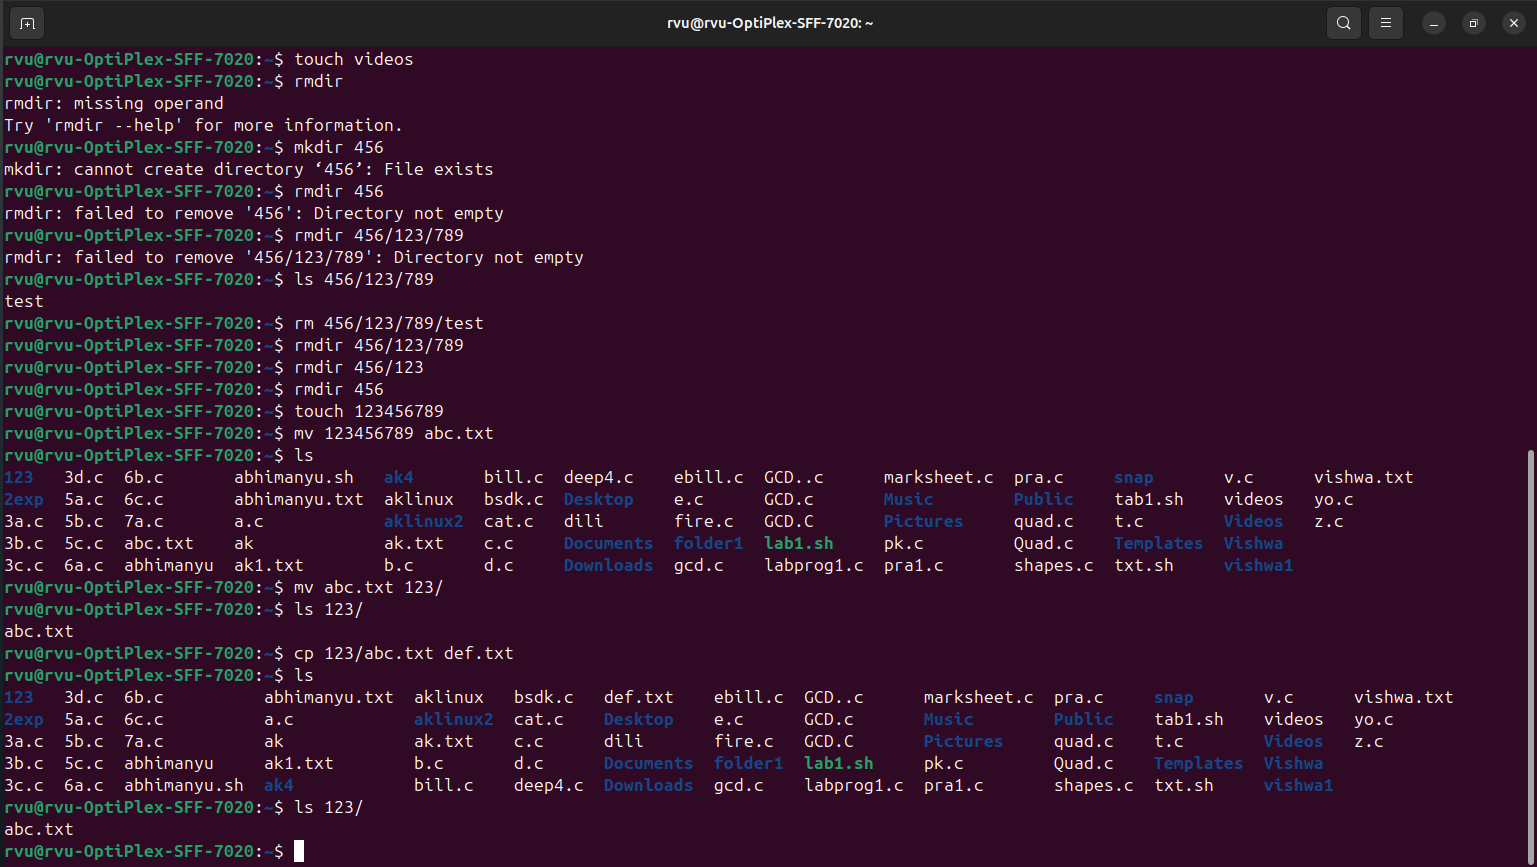 rvu@rvu-OptiPlex-SFF-7020: ~
rvu@rvu-OptiPlex-SFF-7020:~$ touch videos
rvu@rvu-OptiPlex-SFF-7020:~$ rmdir
rmdir: missing operand
Try 'rmdir --help' for more information.
rvu@rvu-OptiPlex-SFF-7020:~$ mkdir 456
mkdir: cannot create directory ‘456’: File exists
rvu@rvu-OptiPlex-SFF-7020:~$ rmdir 456
rmdir: failed to remove '456': Directory not empty
rvu@rvu-OptiPlex-SFF-7020:~$ rmdir 456/123/789
rmdir: failed to remove '456/123/789': Directory not empty
rvu@rvu-OptiPlex-SFF-7020:~$ ls 456/123/789
test
rvu@rvu-OptiPlex-SFF-7020:~$ rm 456/123/789/test
rvu@rvu-OptiPlex-SFF-7020:~$ rmdir 456/123/789
rvu@rvu-OptiPlex-SFF-7020:~$ rmdir 456/123
rvu@rvu-OptiPlex-SFF-7020:~$ rmdir 456
rvu@rvu-OptiPlex-SFF-7020:~$ touch 123456789
rvu@rvu-OptiPlex-SFF-7020:~$ mv 123456789 abc.txt
rvu@rvu-OptiPlex-SFF-7020:~$ ls
123 3d.c 6b.c abhimanyu.sh ak4 bill.c deep4.c ebill.c GCD..c marksheet.c pra.c snap v.c vishwa.txt
2exp 5a.c 6c.c abhimanyu.txt aklinux bsdk.c Desktop e.c GCD.c Music Public tab1.sh videos yo.c
3a.c 5b.c 7a.c a.c aklinux2 cat.c dili fire.c GCD.C Pictures quad.c t.c Videos z.c
3b.c 5c.c abc.txt ak ak.txt c.c Documents folder1 lab1.sh pk.c Quad.c Templates Vishwa
3c.c 6a.c abhimanyu ak1.txt b.c d.c Downloads gcd.c labprog1.c pra1.c shapes.c txt.sh vishwa1
rvu@rvu-OptiPlex-SFF-7020:~$ mv abc.txt 123/
rvu@rvu-OptiPlex-SFF-7020:~$ ls 123/
abc.txt
rvu@rvu-OptiPlex-SFF-7020:~$ cp 123/abc.txt def.txt
rvu@rvu-OptiPlex-SFF-7020:~$ ls
123 3d.c 6b.c abhimanyu.txt aklinux bsdk.c def.txt ebill.c GCD..c marksheet.c pra.c snap v.c vishwa.txt
2exp 5a.c 6c.c a.c aklinux2 cat.c Desktop e.c GCD.c Music Public tab1.sh videos yo.c
3a.c 5b.c 7a.c ak ak.txt c.c dili fire.c GCD.C Pictures quad.c t.c Videos z.c
3b.c 5c.c abhimanyu ak1.txt b.c d.c Documents folder1 lab1.sh pk.c Quad.c Templates Vishwa
3c.c 6a.c abhimanyu.sh ak4 bill.c deep4.c Downloads gcd.c labprog1.c pra1.c shapes.c txt.sh vishwa1
rvu@rvu-OptiPlex-SFF-7020:~$ ls 123/
abc.txt
rvu@rvu-OptiPlex-SFF-7020:~$